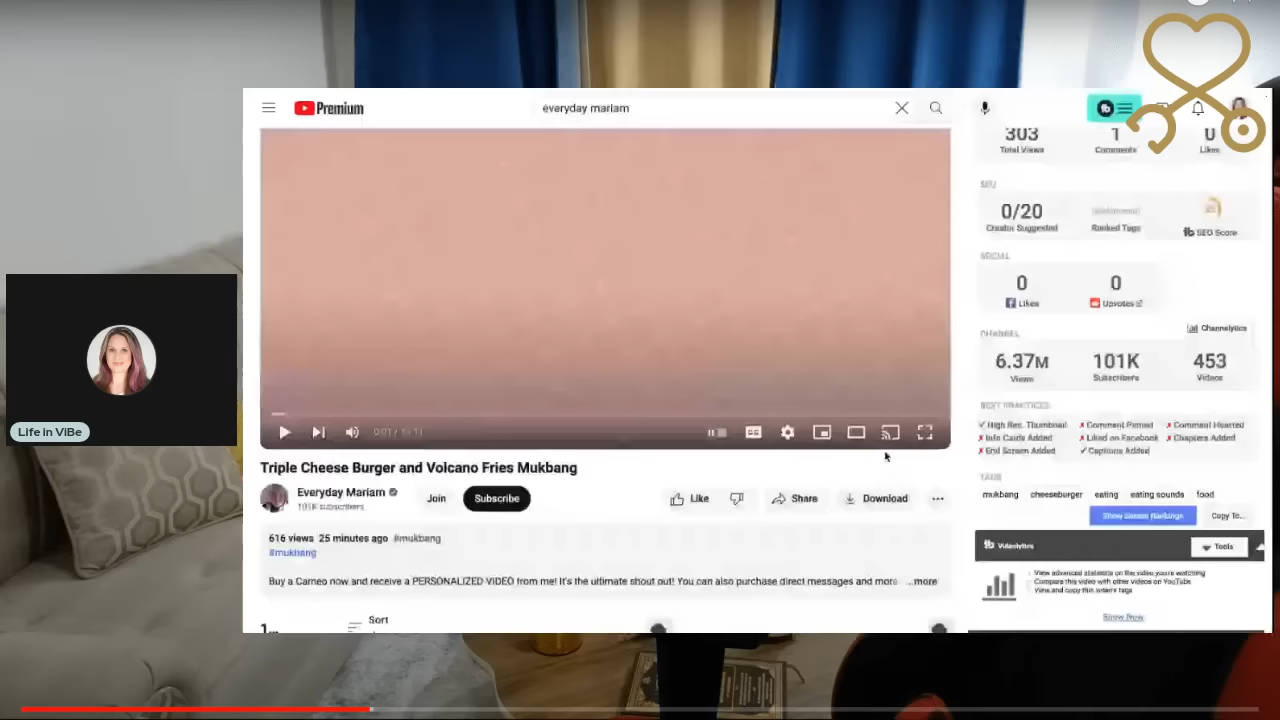 Premium
everyday mariam
303
1
0
Total Views
Comments
Likes
SEO
0/20
Creator Suggested
Ranked Tags
SEO Score
SOCIAL
0
0
Likes
Upvotes
CHANNEL
Channelytics
6.37M
101K
453
Views
Subscribers
Videos
BEST PRACTICES
High Res. Thumbnail
Comment Pinned
Comment Hearted
Info Cards Added
Liked on Facebook
Chapters Added
End Screen Added
Captions Added
TAGS
mukbang cheeseburger eating eating sounds food
Copy To...
Videolytics
Tools
View advanced statistics on the video you're watching
Compare this video with other videos on YouTube
View and copy this video's tags
Show Now
Life in ViBe
Triple Cheese Burger and Volcano Fries Mukbang
Everyday Mariam
101K subscribers
Join
Subscribe
Like
Share
Download
616 views 25 minutes ago #mukbang
#mukbang
Buy a Cameo now and receive a PERSONALIZED VIDEO from me! It's the ultimate shout out! You can also purchase direct messages and more ...more
Sort